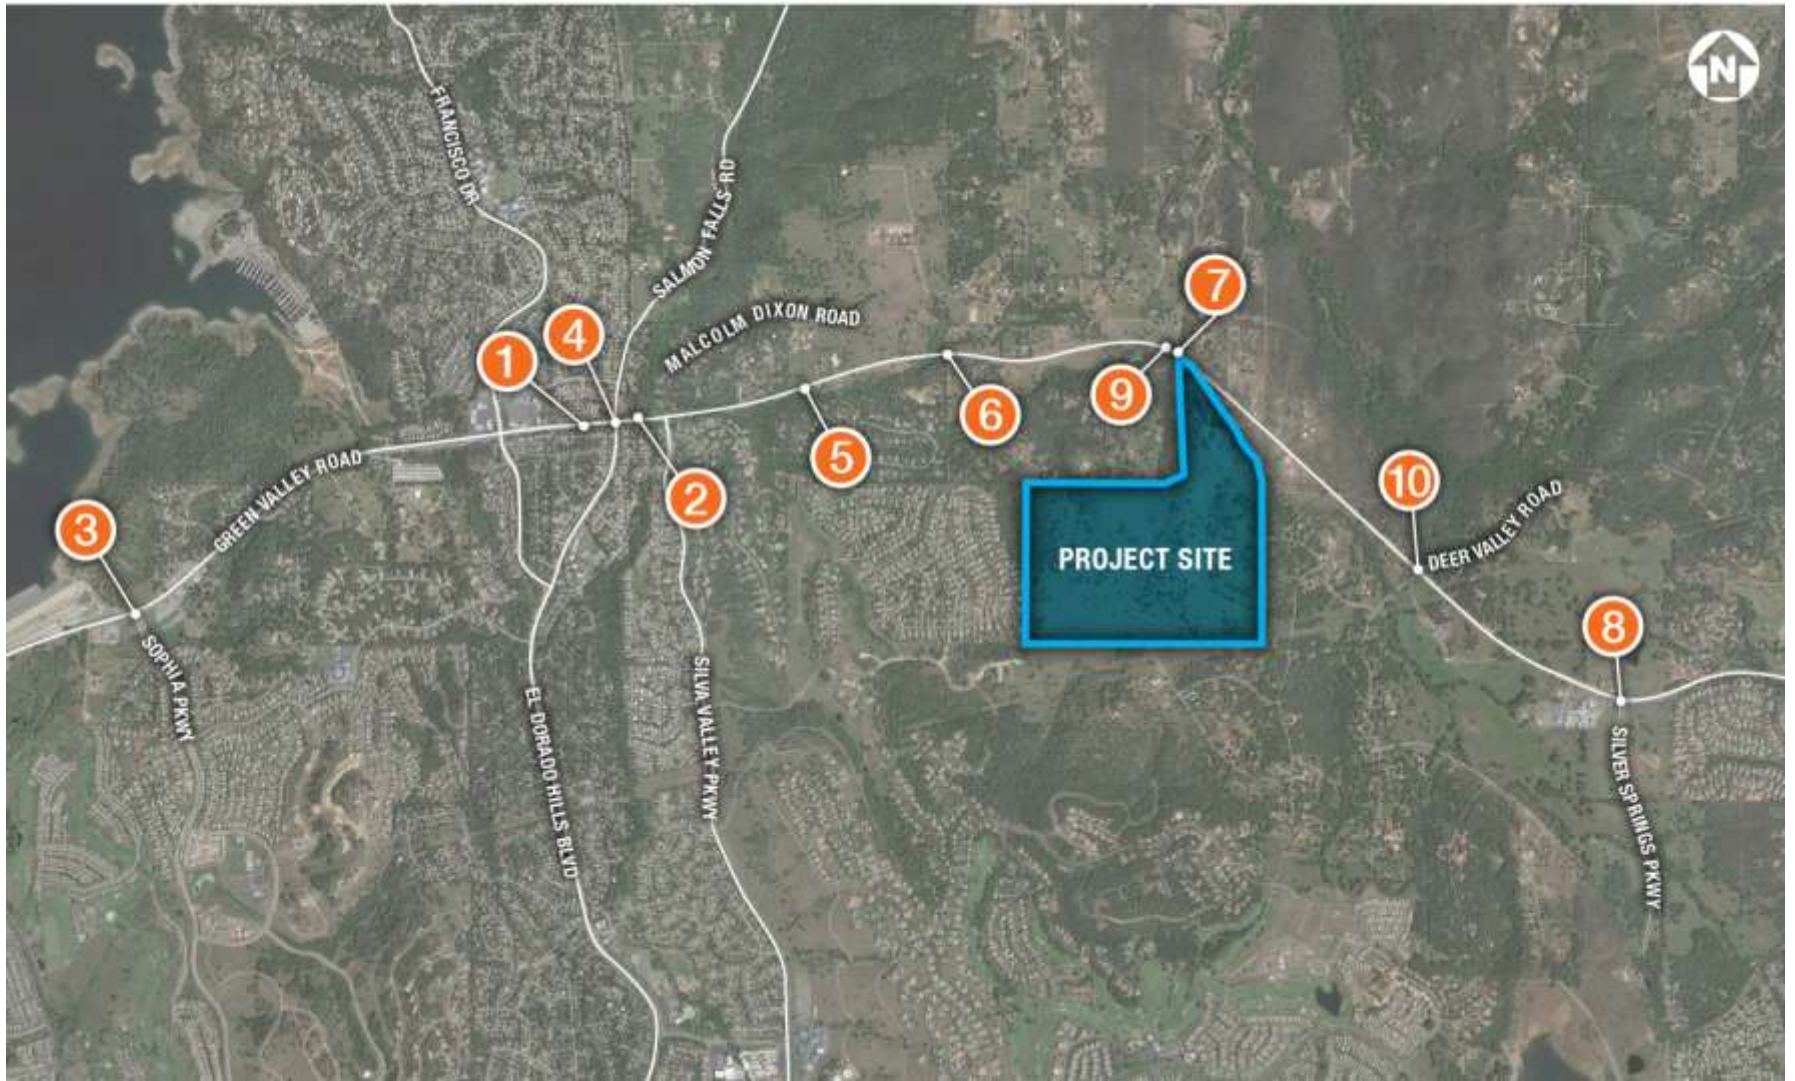 N
FRANCISCO DR
SALMON FALLS RD
MALCOLM DIXON ROAD
7
4
1
9
6
5
2
GREEN VALLEY ROAD
3
10
DEER VALLEY ROAD
PROJECT SITE
8
SOPHIA PKWY
EL DORADO HILLS BLVD
SILVA VALLEY PKWY
SILVER SPRINGS PKWY